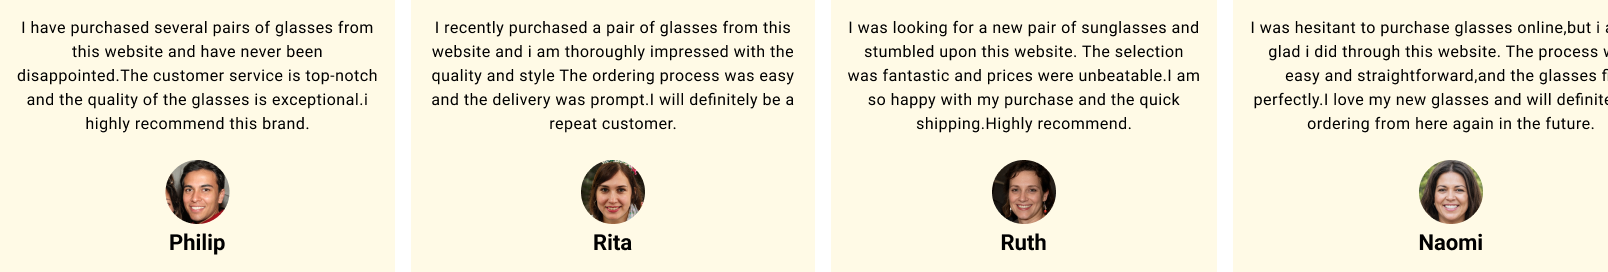 I have purchased several pairs of glasses from
this website and have never been
disappointed.The customer service is top-notch
and the quality of the glasses is exceptional.i
highly recommend this brand.
Philip
I recently purchased a pair of glasses from this
website and i am thoroughly impressed with the
quality and style The ordering process was easy
and the delivery was prompt.I will definitely be a
repeat customer.
Rita
I was looking for a new pair of sunglasses and
stumbled upon this website. The selection
was fantastic and prices were unbeatable.I am
so happy with my purchase and the quick
shipping.Highly recommend.
Ruth
I was hesitant to purchase glasses online,but i
glad i did through this website. The process
easy and straightforward,and the glasses
perfectly.I love my new glasses and will
ordering from here again in the future.
Naomi